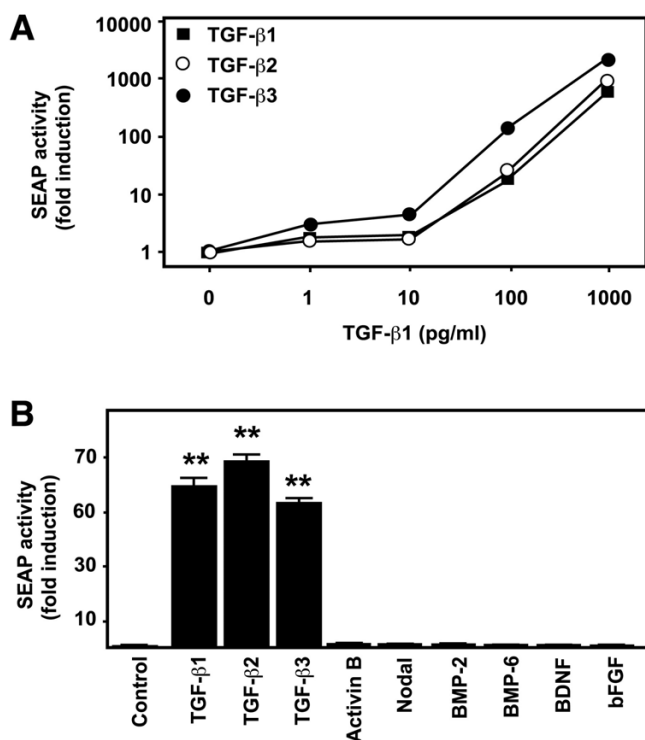 A
SEAP activity
(fold induction)
10000
1000
100
10
1
TGF-β1
TGF-β2
TGF-β3
0 1 10 100 1000
TGF-β1 (pg/ml)
B
SEAP activity
(fold induction)
70
60
30
10
** ** **
Control
TGF-β1
TGF-β2
TGF-β3
Activin B
Nodal
BMP-2
BMP-6
BDNF
bFGF